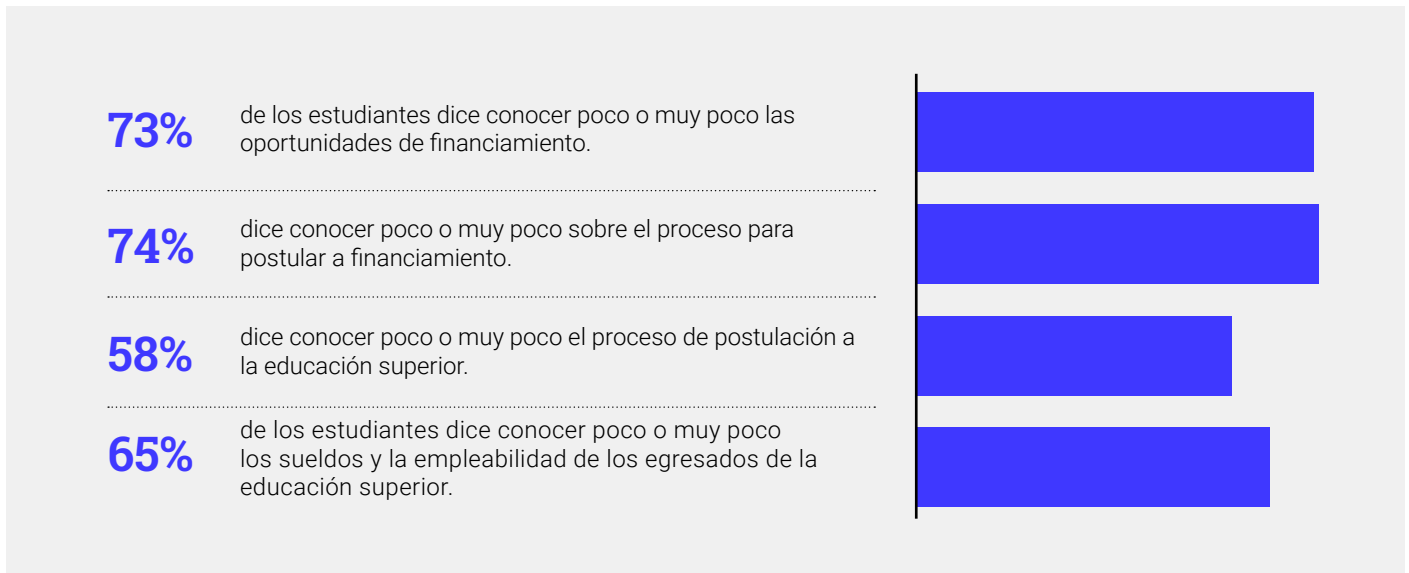 73%
de los estudiantes dice conocer poco o muy poco las
oportunidades de financiamiento.
74%
dice conocer poco o muy poco sobre el proceso para
postular a financiamiento.
58%
dice conocer poco o muy poco el proceso de postulación a
la educación superior.
65%
de los estudiantes dice conocer poco o muy poco
los sueldos y la empleabilidad de los egresados de la
educación superior.